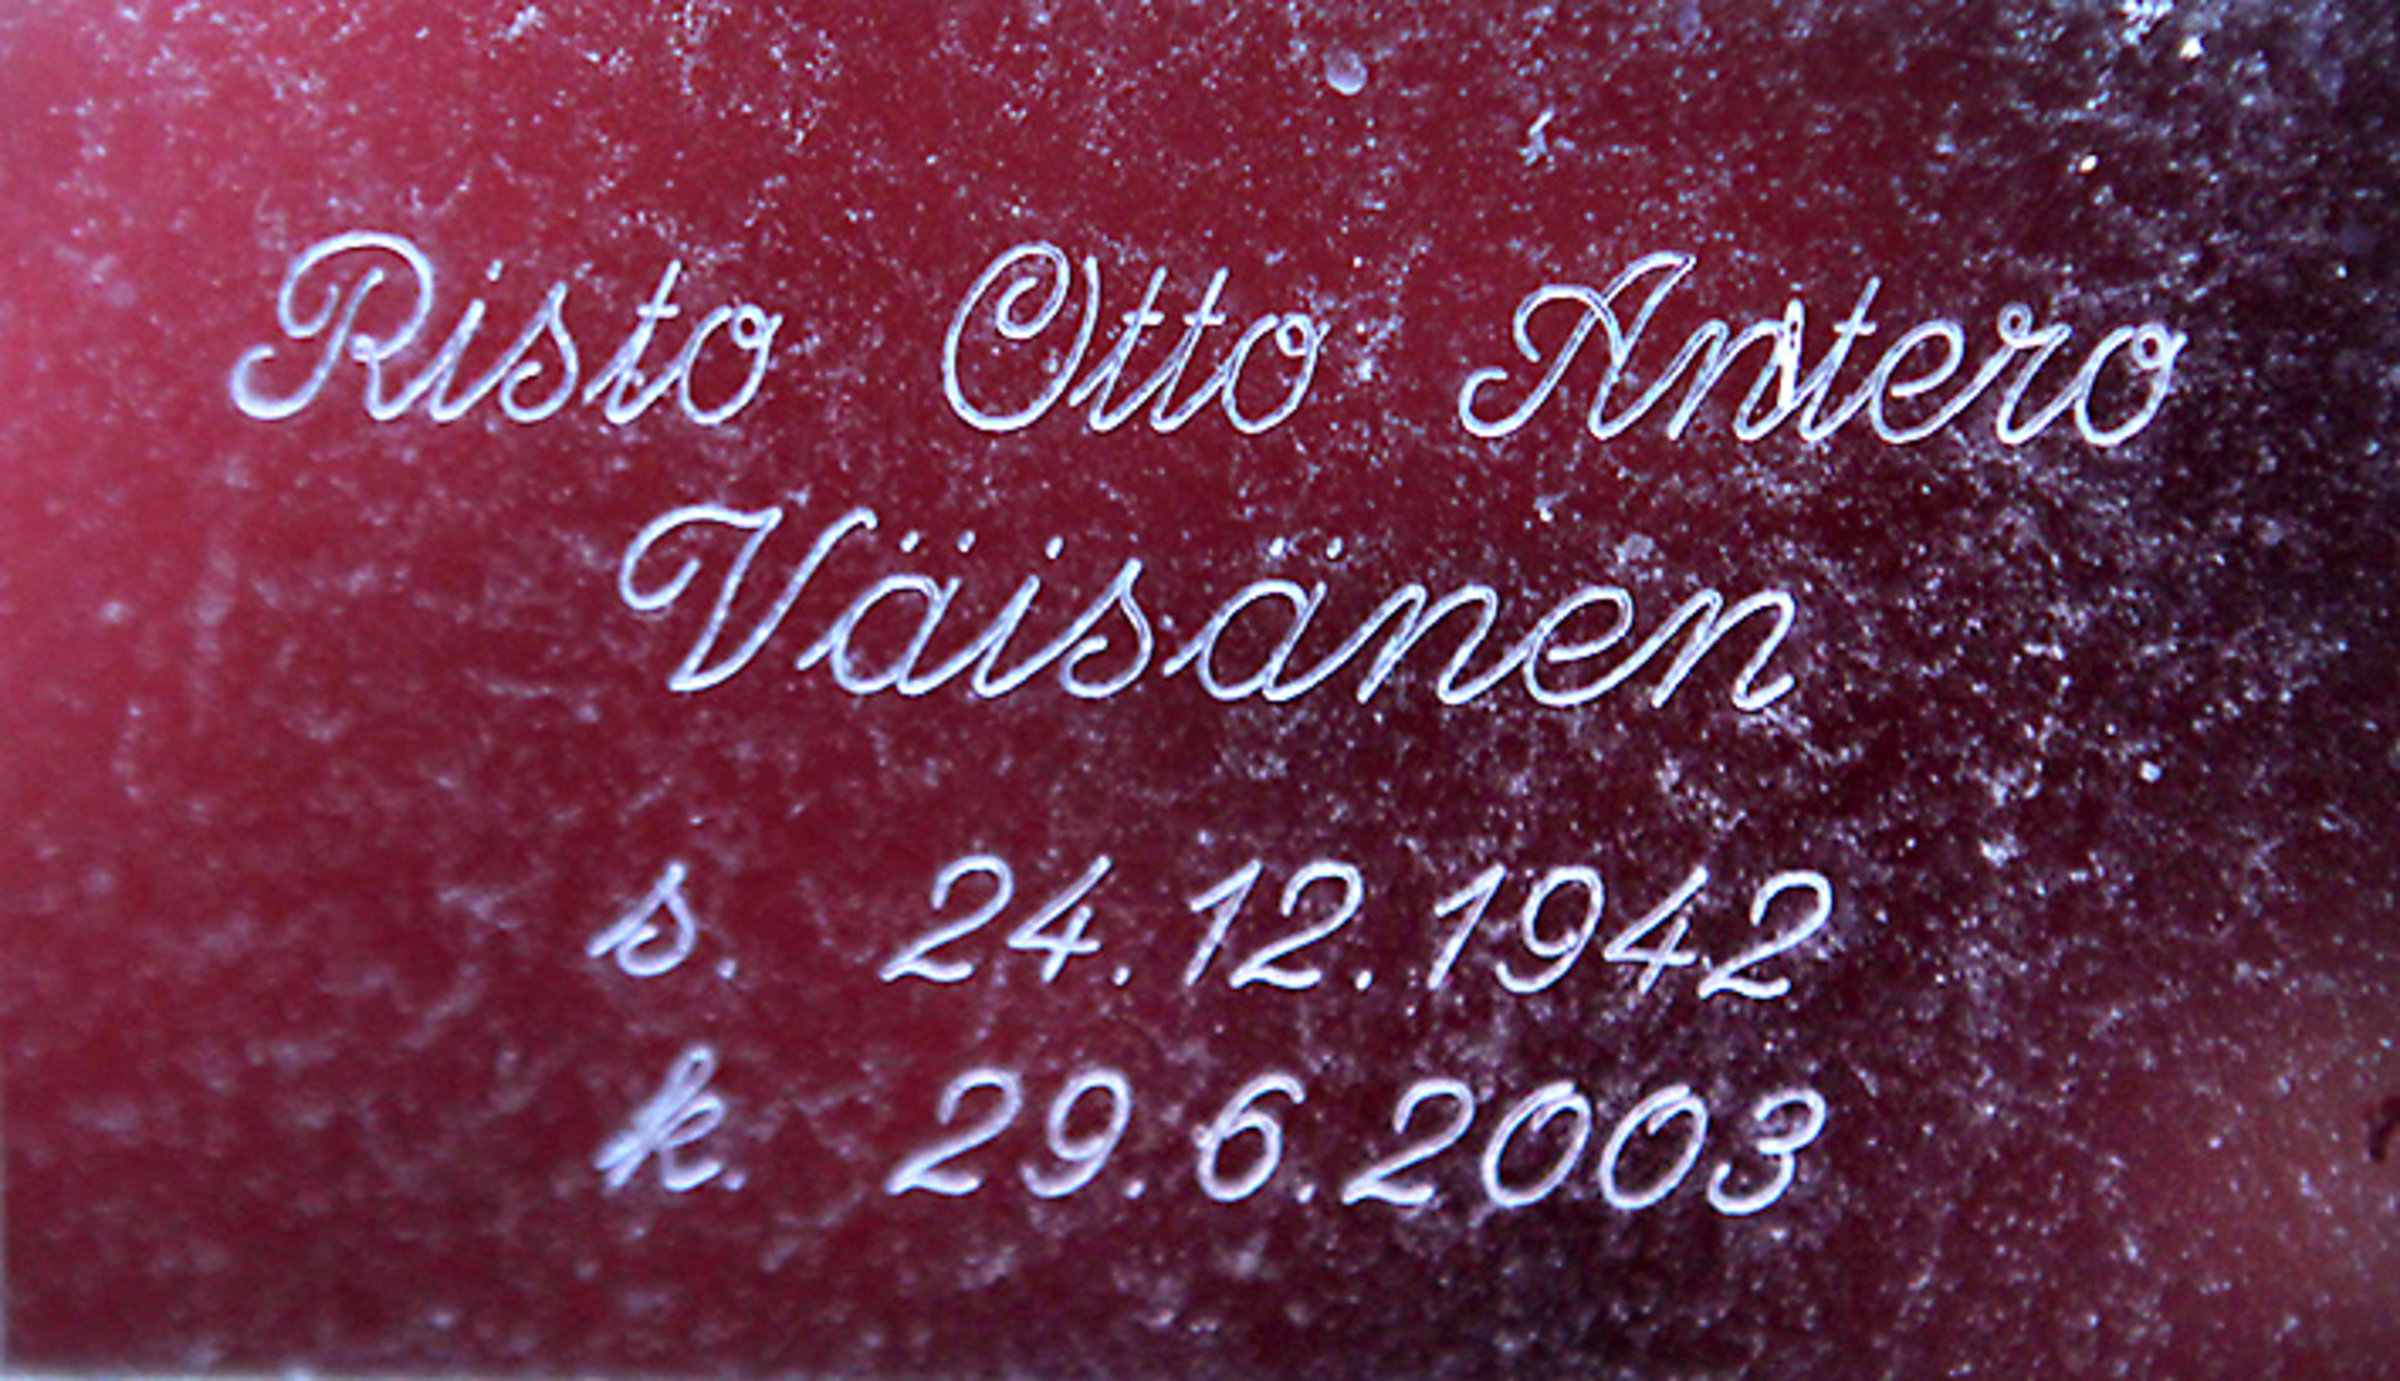 Risto Otto Antero
Väisänen
s. 24.12.1942
k. 29.6.2003